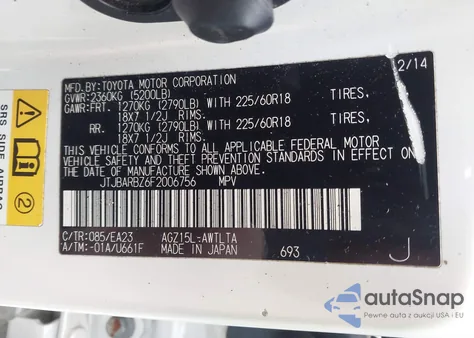 MFD.BY:TOYOTA MOTOR CORPORATION 2/14
GVWR:2360KG (5200LB)
GAWR:FRT. 1270KG (2790LB) WITH 225/60R18 TIRES,
18X7 1/2J RIMS.
RR. 1270KG (2790LB) WITH 225/60R18 TIRES,
18X7 1/2J RIMS.
THIS VEHICLE CONFORMS TO ALL APPLICABLE FEDERAL MOTOR
VEHICLE SAFETY AND THEFT PREVENTION STANDARDS IN EFFECT ON
THE DATE OF MANUFACTURE SHOWN ABOVE.
JTJBARBZ6F2006756 MPV
C/TR:085/EA23 AGZ15L-AWTLTA
A/TM:-01A/U661F MADE IN JAPAN 693 J
SRS SIDE AIRBAG
2
autoSnap
Pewne auta z aukcji USA i EU